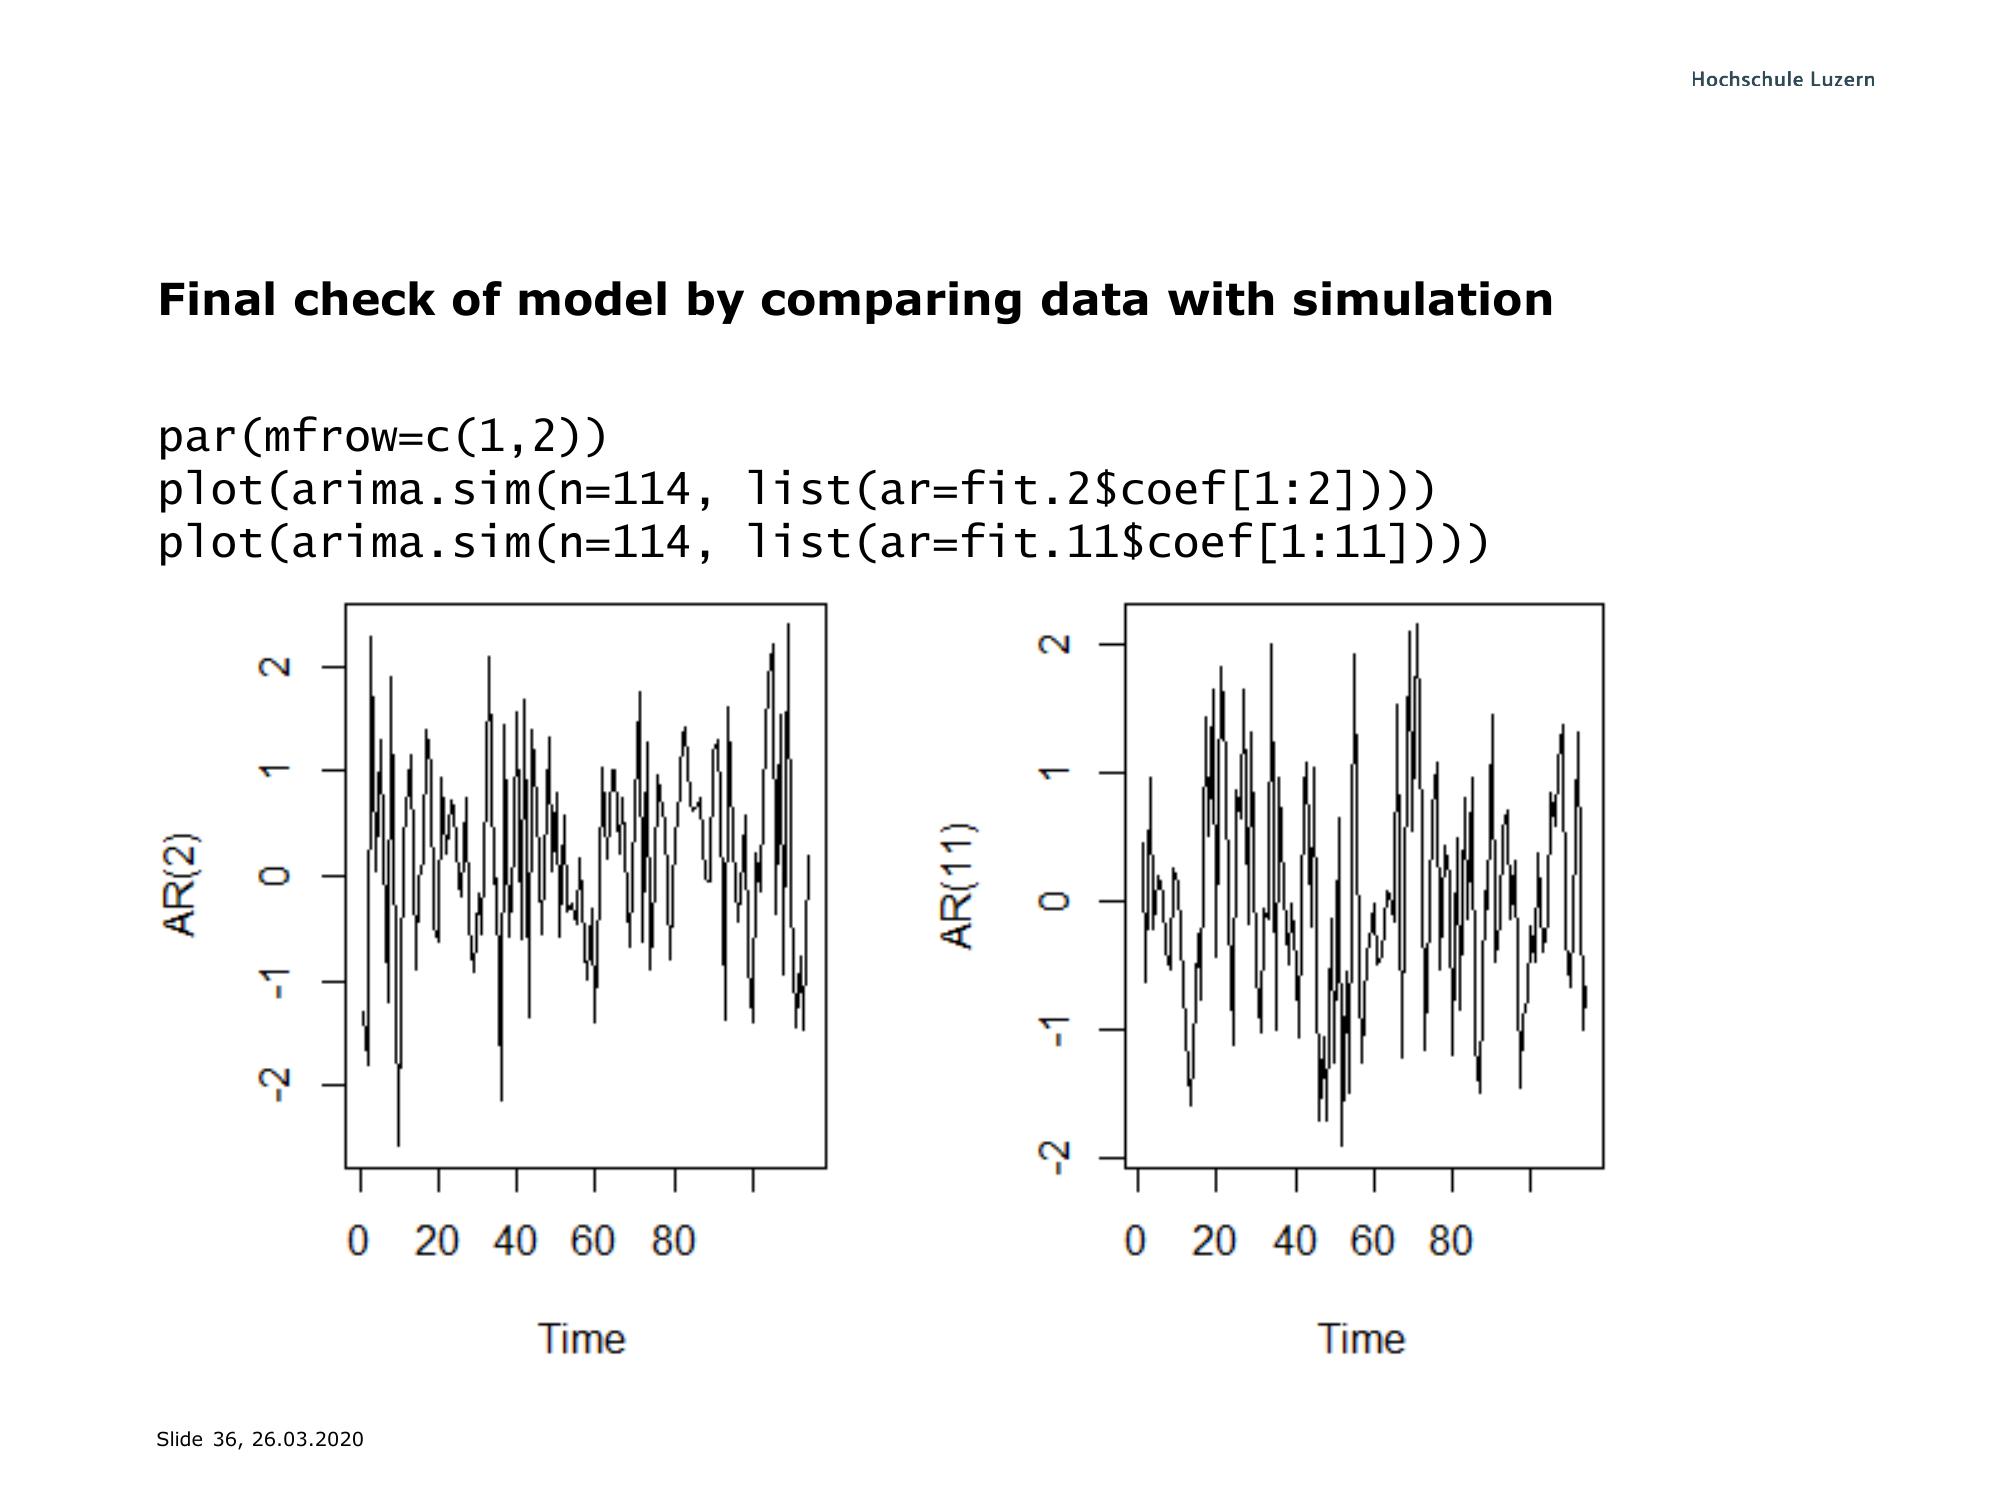 Hochschule Luzern
Final check of model by comparing data with simulation
par(mfrow=c(1,2))
plot(arima.sim(n=114, list(ar=fit.2$coef[1:2])))
plot(arima.sim(n=114, list(ar=fit.11$coef[1:11])))
AR(2)
2
1
0
-1
-2
0 20 40 60 80
Time
AR(11)
2
1
0
-1
-2
0 20 40 60 80
Time
Slide 36, 26.03.2020